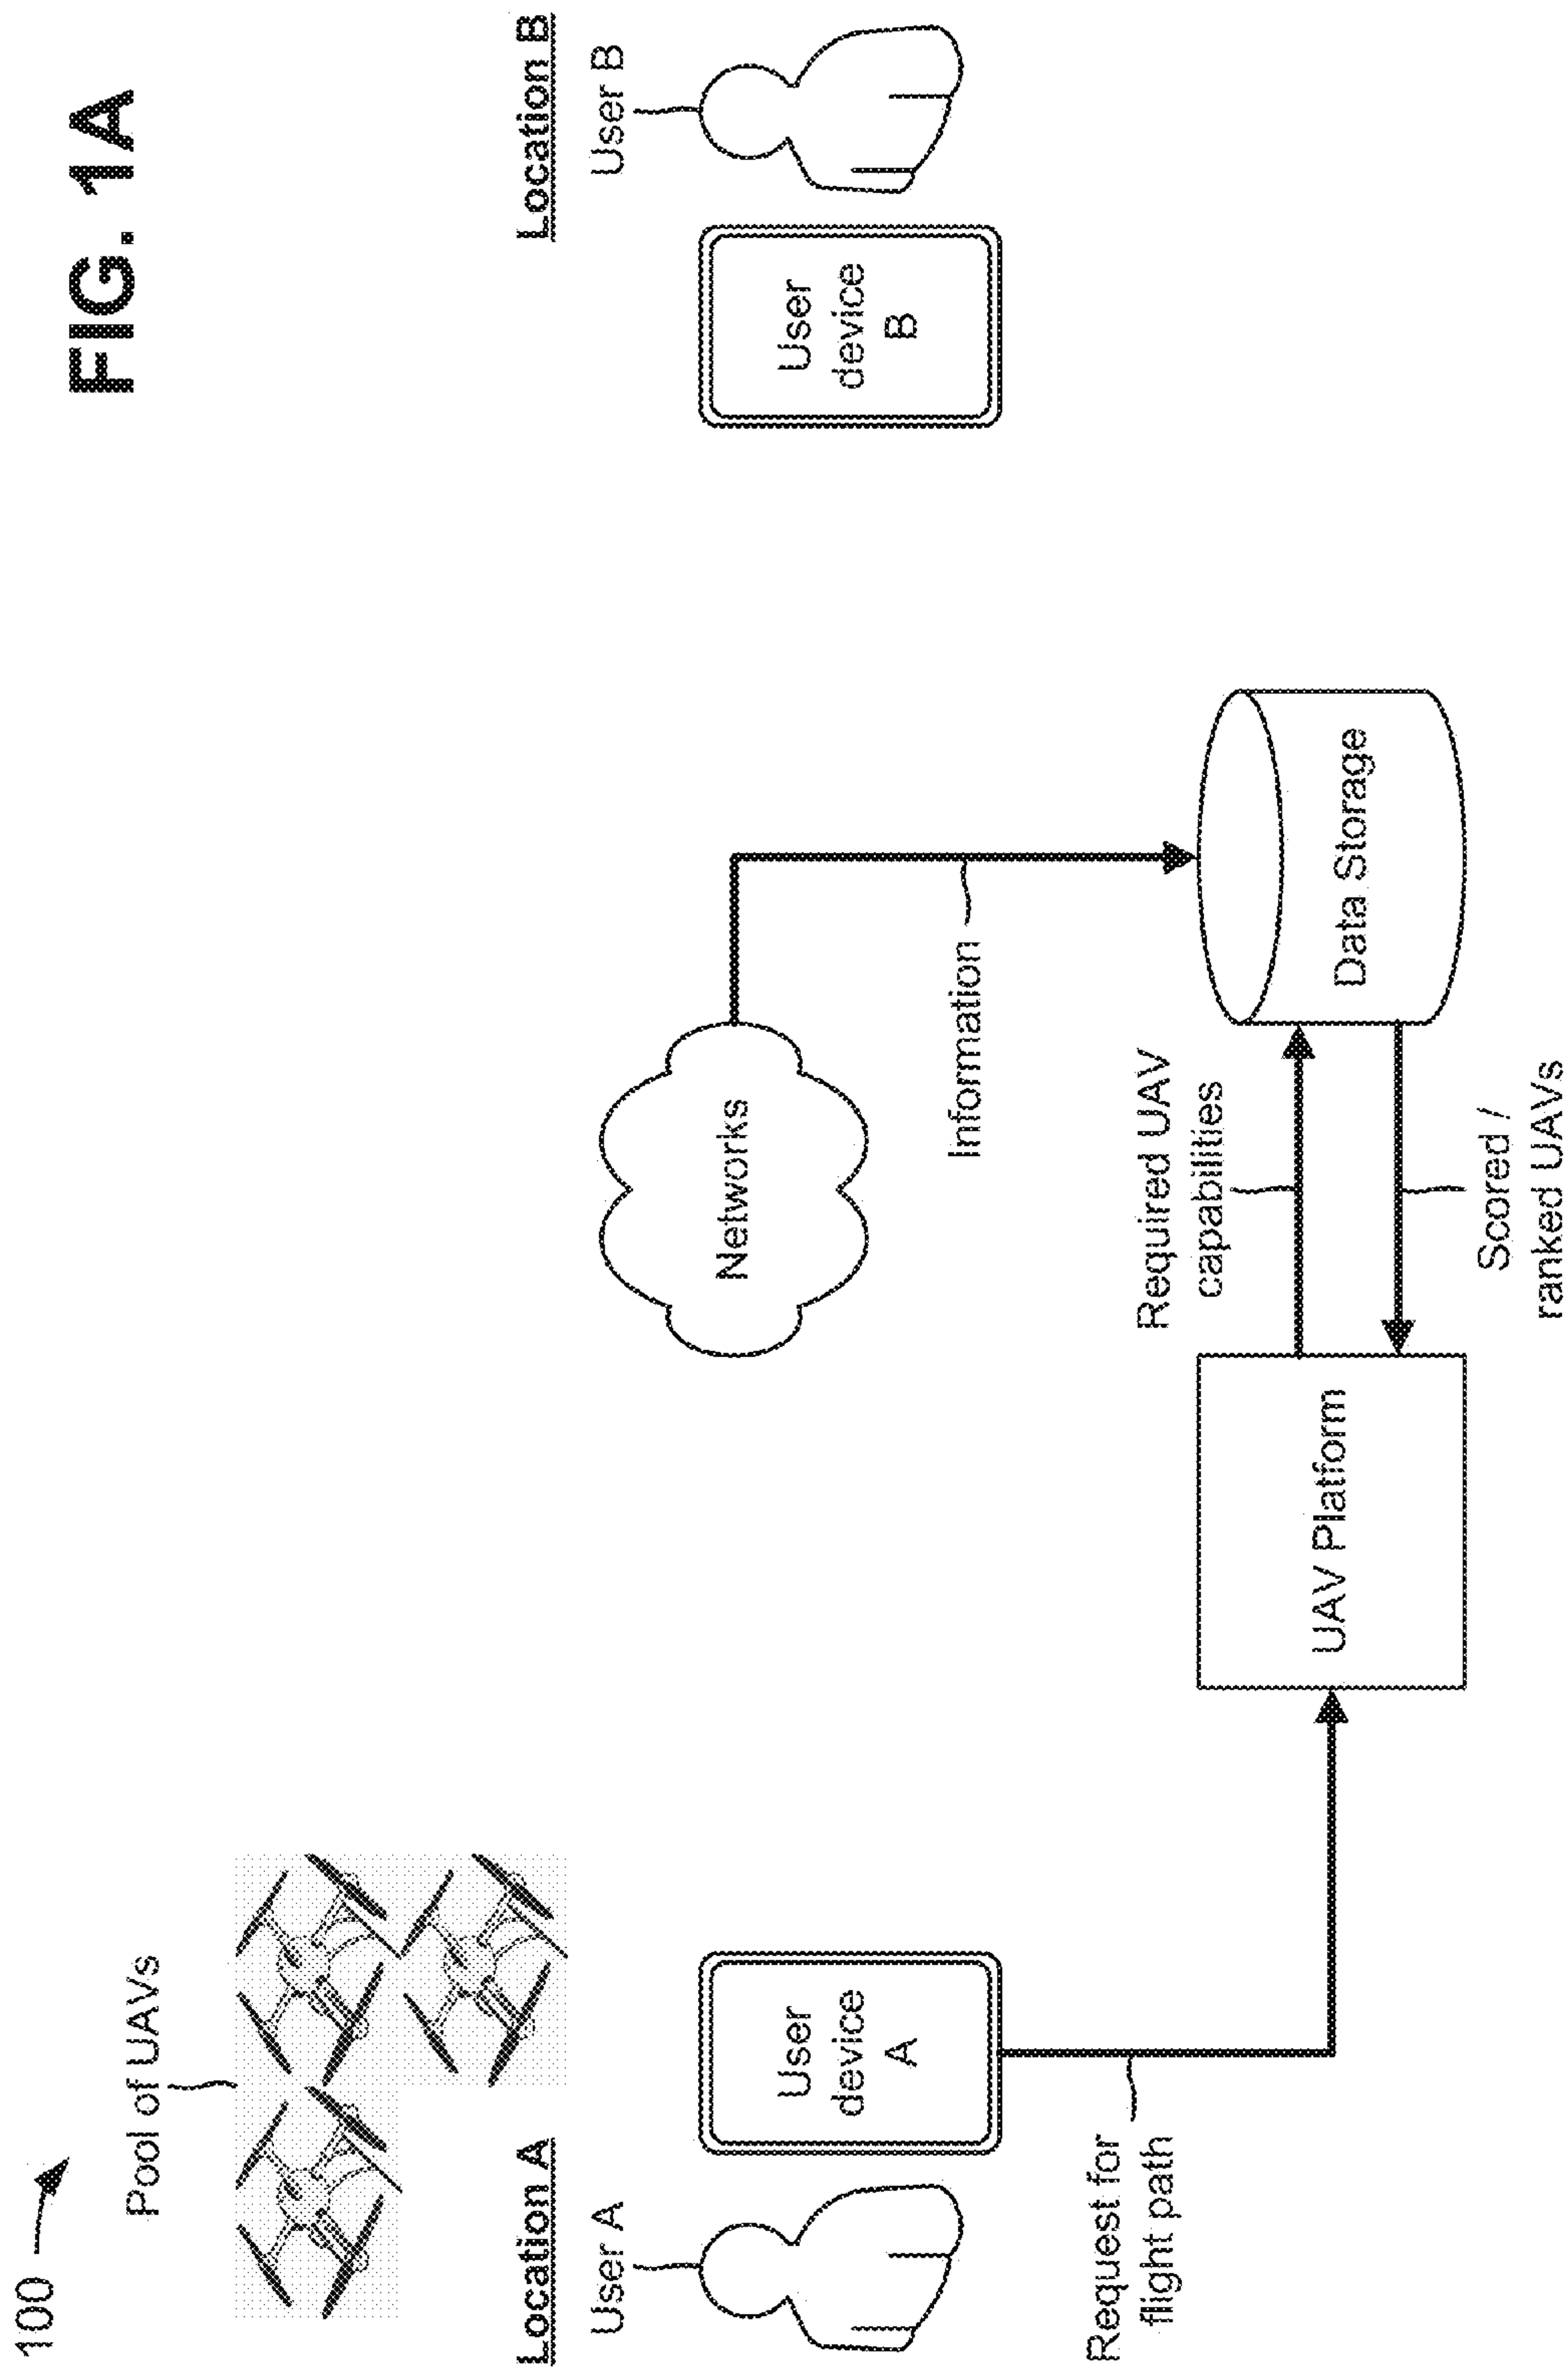 100
FIG. 1A
Pool of UAVs
Location A
User A
User
device
A
Request for
flight path
Networks
Information
UAV Platform
Required UAV
capabilities
Scored /
ranked UAVs
Data Storage
Location B
User B
User
device
B